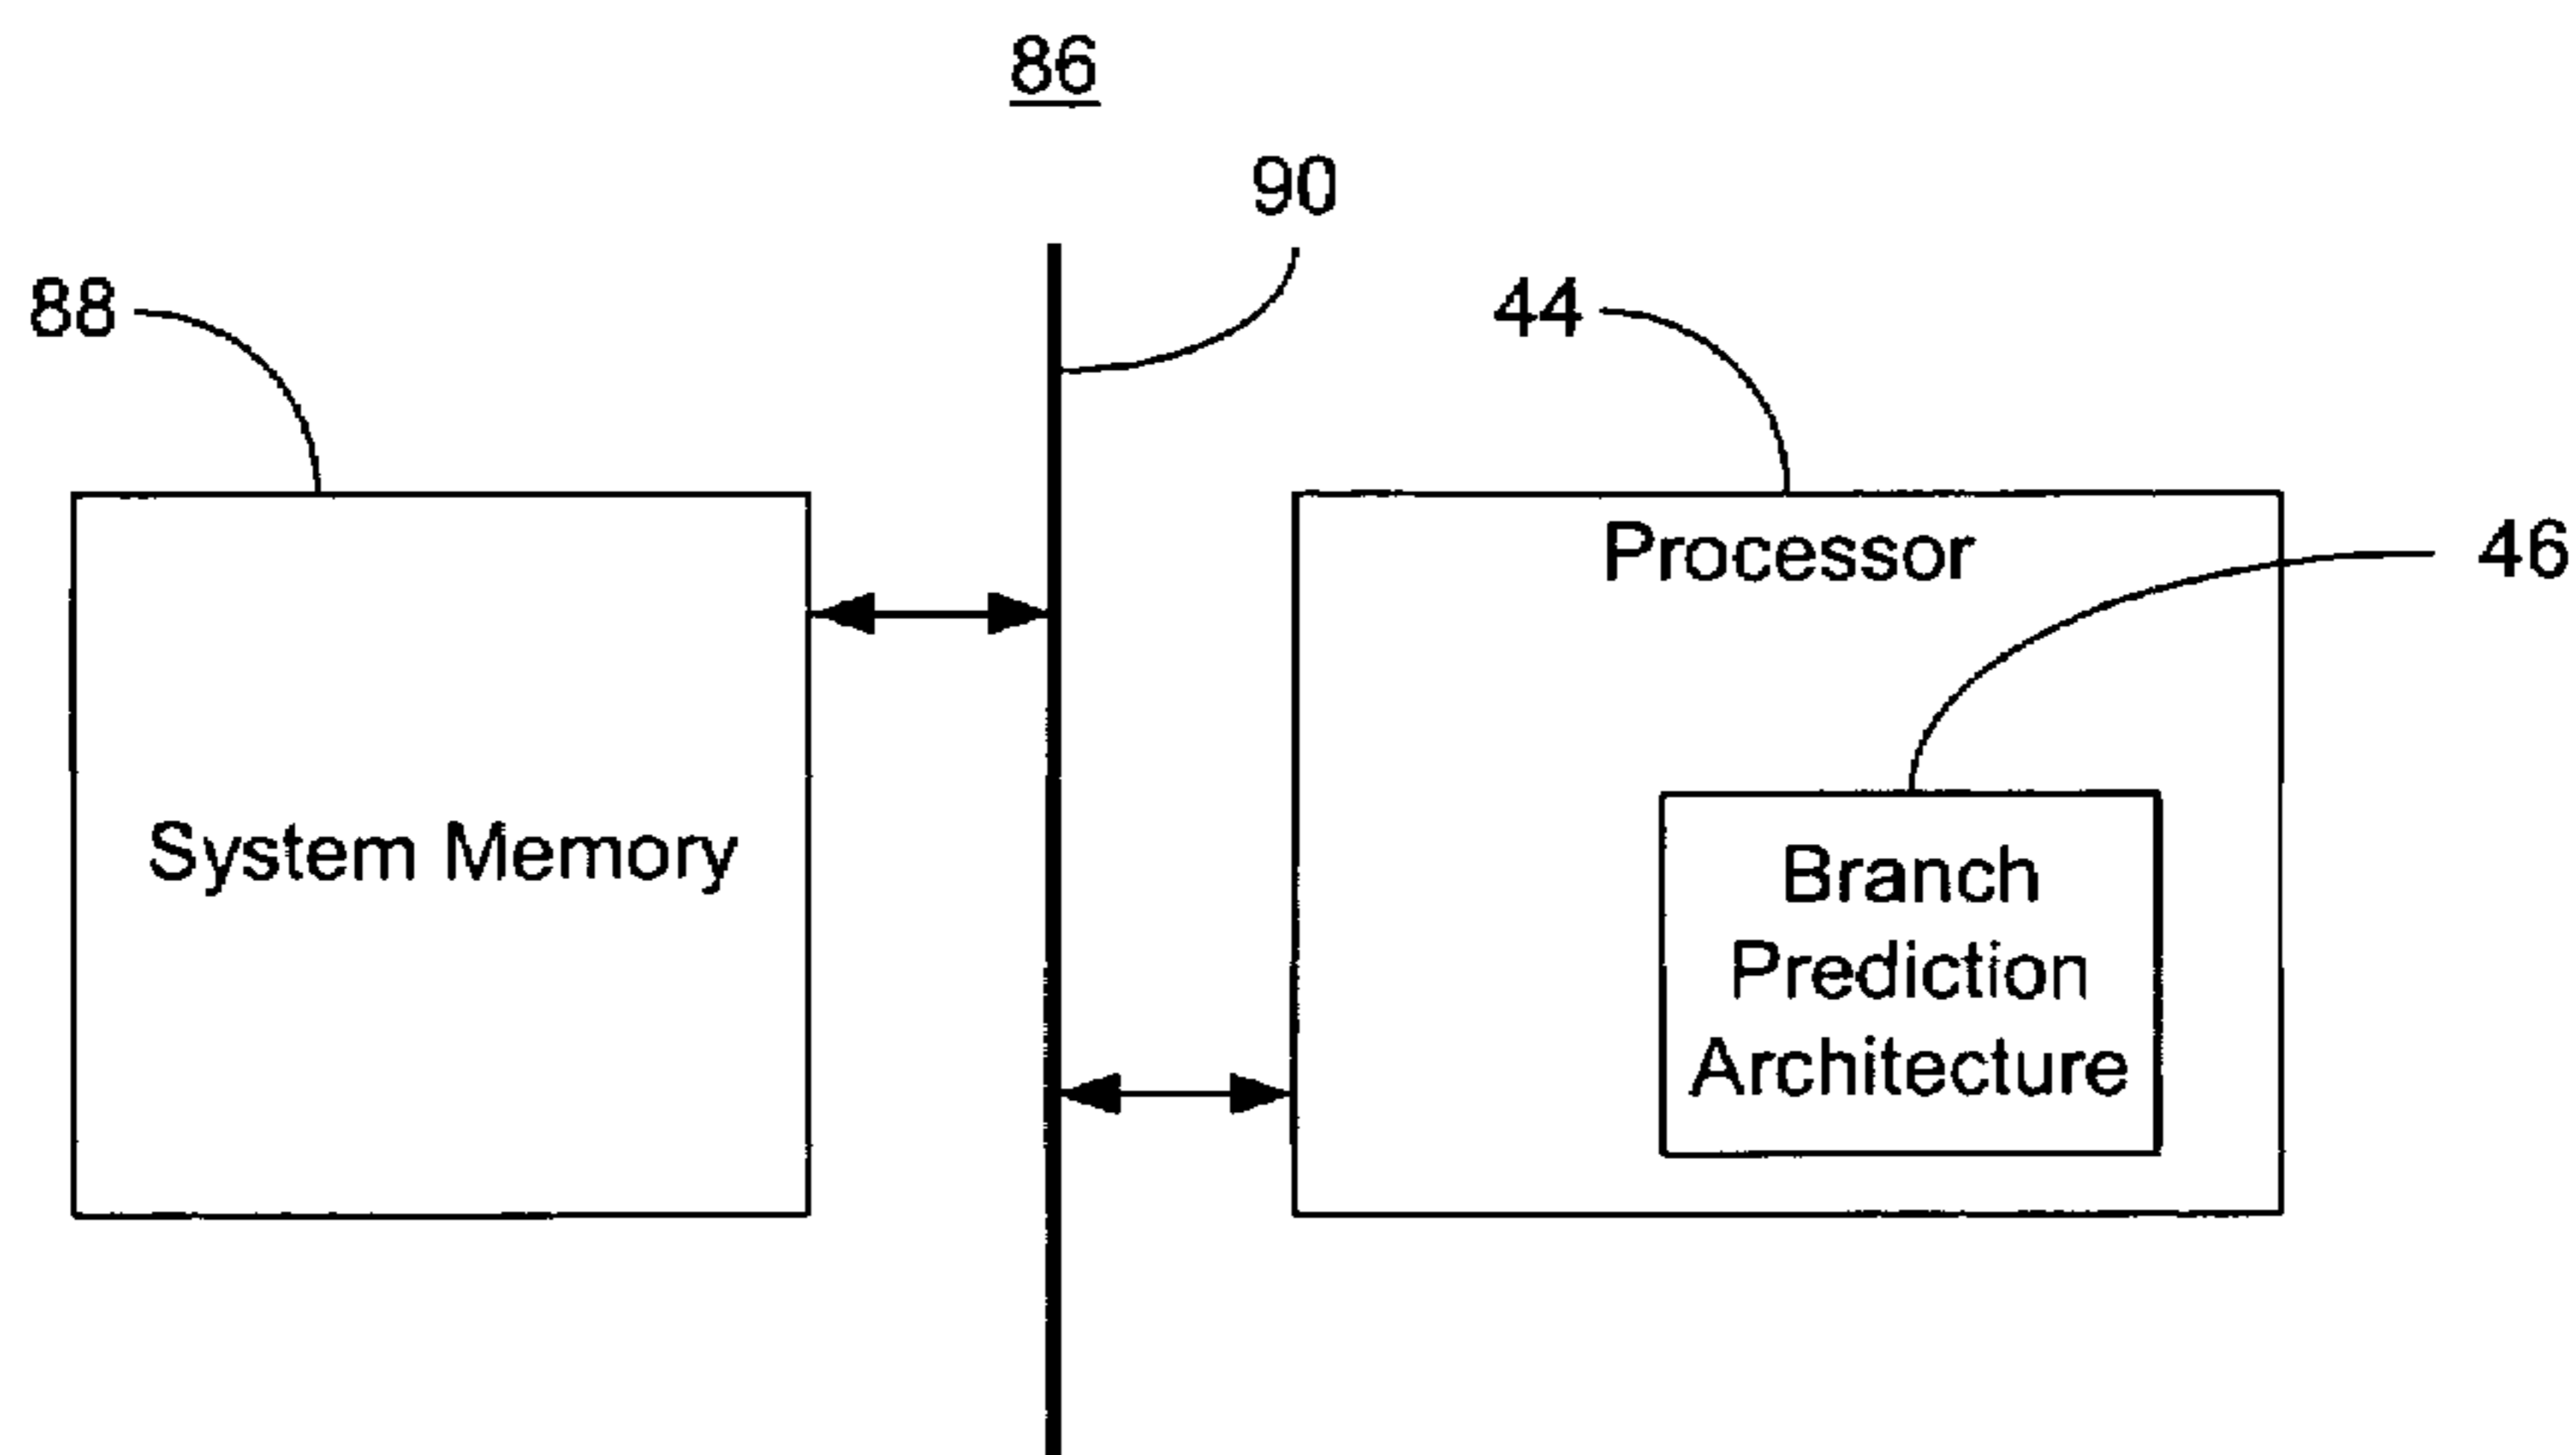 86
90
88
44
Processor
46
System Memory
Branch
Prediction
Architecture